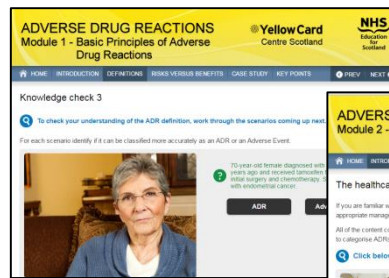 ADVERSE DRUG REACTIONS
Module 1 - Basic Principles of Adverse
Drug Reactions
YellowCard
Centre Scotland
NHS
Education
for
Scotland
HOME INTRODUCTION DEFINITIONS RISKS VERSUS BENEFITS CASE STUDY KEY POINTS PREV NEXT
Knowledge check 3
To check your understanding of the ADR definition, work through the scenarios coming up next.
For each scenario identify if it can be classified more accurately as an ADR or an Adverse Event.
70-year-old female diagnosed with
years ago and received tamoxifen
initial surgery and chemotherapy. S
with endometrial cancer.
ADR
Adv
ADVERS
Module 2 -
HOME INTRO
The healthca
If you are familiar w
appropriate manag
All of the content co
to categorise ADRs
Click below